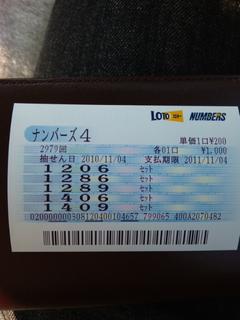 LOTO NUMBERS
ナンバーズ4 単価1口¥200
2979回 各01口 ¥1,000
抽せん日 2010/11/04 支払期限 2011/11/04
1206 セット
1286 セット
1289 セット
1406 セット
1409 セット
020000000308120400104657 799065 400A2070482